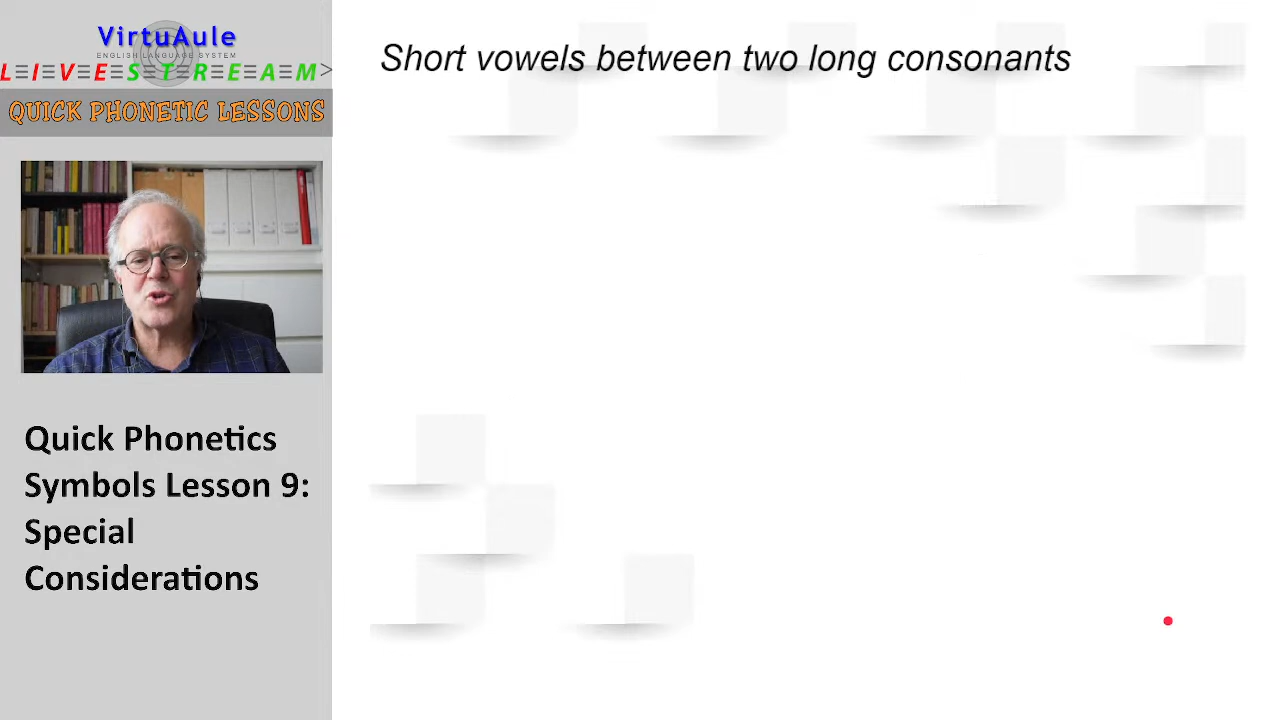 VirtuAule
ENGLISH LANGUAGE SYSTEM
L≡I≡V≡E≡S≡T≡R≡E≡A≡M>
QUICK PHONETIC LESSONS
Short vowels between two long consonants
Quick Phonetics
Symbols Lesson 9:
Special
Considerations